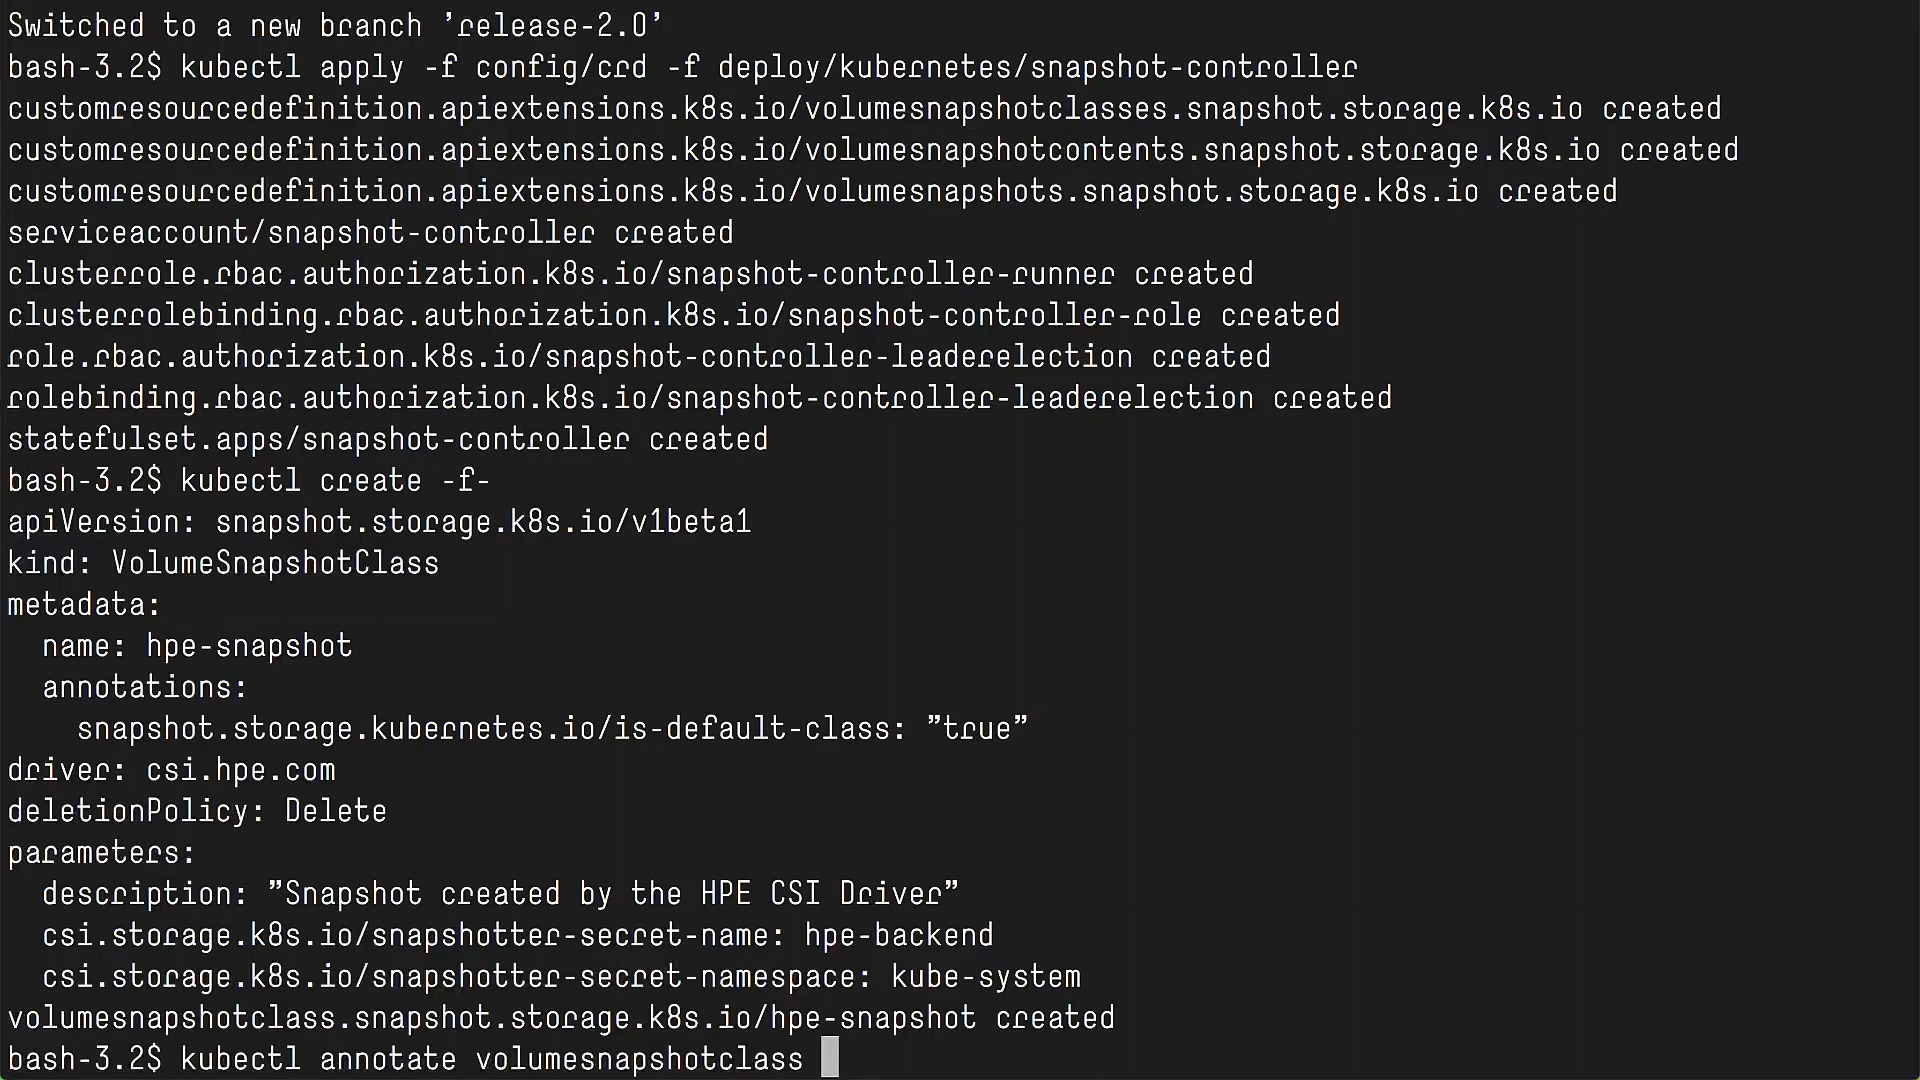 Switched to a new branch ’release-2.0’
bash-3.2$ kubectl apply -f config/crd -f deploy/kubernetes/snapshot-controller
customresourcedefinition.apiextensions.k8s.io/volumesnapshotclasses.snapshot.storage.k8s.io created
customresourcedefinition.apiextensions.k8s.io/volumesnapshotcontents.snapshot.storage.k8s.io created
customresourcedefinition.apiextensions.k8s.io/volumesnapshots.snapshot.storage.k8s.io created
serviceaccount/snapshot-controller created
clusterrole.rbac.authorization.k8s.io/snapshot-controller-runner created
clusterrolebinding.rbac.authorization.k8s.io/snapshot-controller-role created
role.rbac.authorization.k8s.io/snapshot-controller-leaderelection created
rolebinding.rbac.authorization.k8s.io/snapshot-controller-leaderelection created
statefulset.apps/snapshot-controller created
bash-3.2$ kubectl create -f-
apiVersion: snapshot.storage.k8s.io/v1beta1
kind: VolumeSnapshotClass
metadata:
  name: hpe-snapshot
  annotations:
    snapshot.storage.kubernetes.io/is-default-class: ”true”
driver: csi.hpe.com
deletionPolicy: Delete
parameters:
  description: ”Snapshot created by the HPE CSI Driver”
  csi.storage.k8s.io/snapshotter-secret-name: hpe-backend
  csi.storage.k8s.io/snapshotter-secret-namespace: kube-system
volumesnapshotclass.snapshot.storage.k8s.io/hpe-snapshot created
bash-3.2$ kubectl annotate volumesnapshotclass